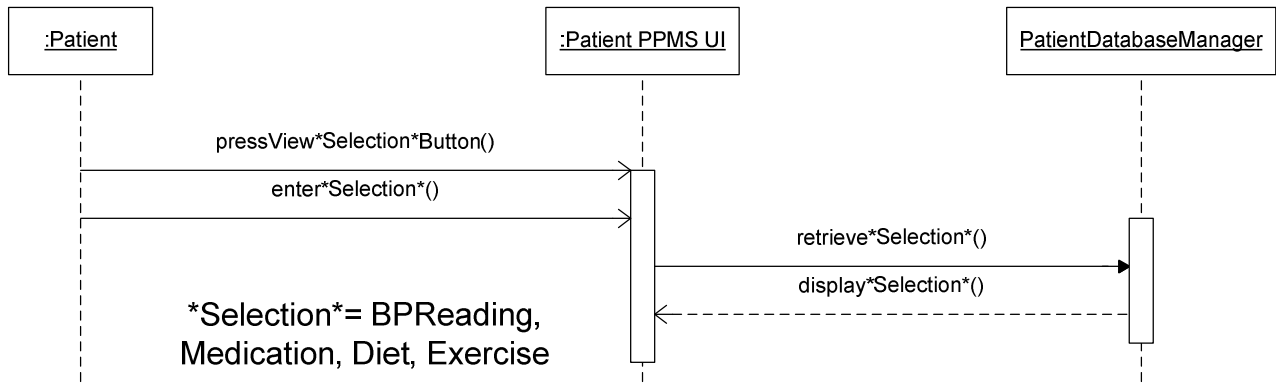 :Patient
:Patient PPMS UI
PatientDatabaseManager
pressView*Selection*Button()
enter*Selection*()
retrieve*Selection*()
display*Selection*()
*Selection*= BPReading,
Medication, Diet, Exercise